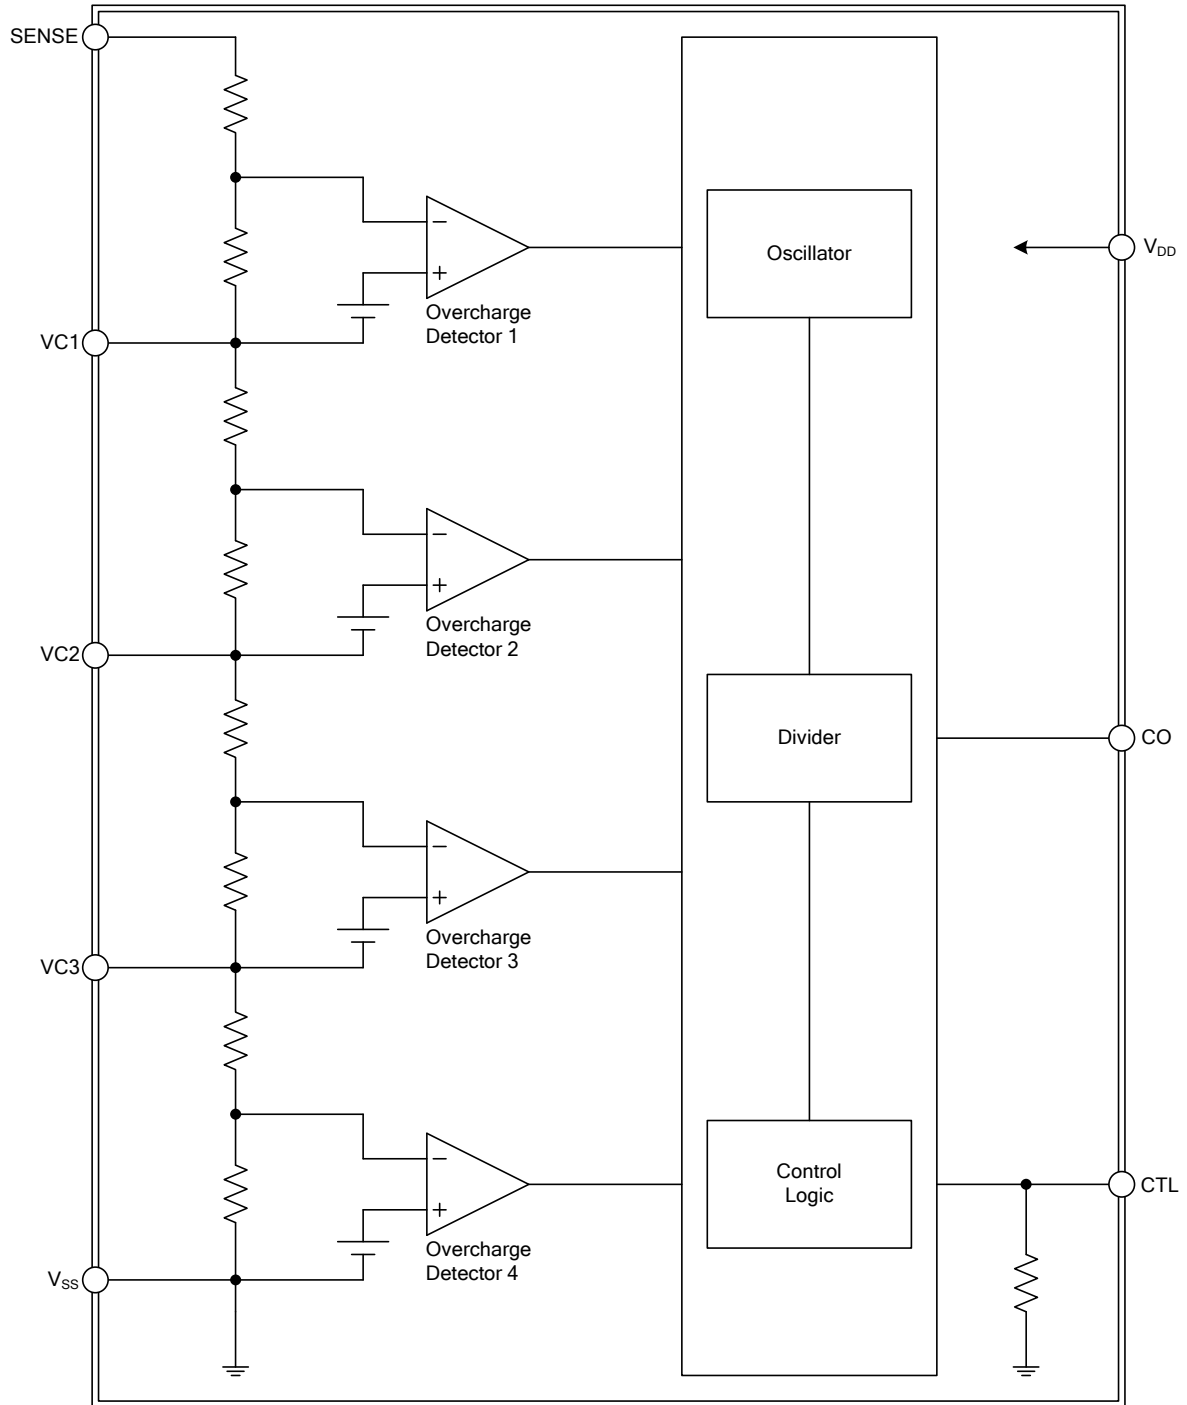 SENSE
−
+
Overcharge
Detector 1
Oscillator
VDD
VC1
−
+
Overcharge
Detector 2
VC2
Divider
CO
−
+
Overcharge
Detector 3
VC3
−
+
Overcharge
Detector 4
Control
Logic
CTL
VSS